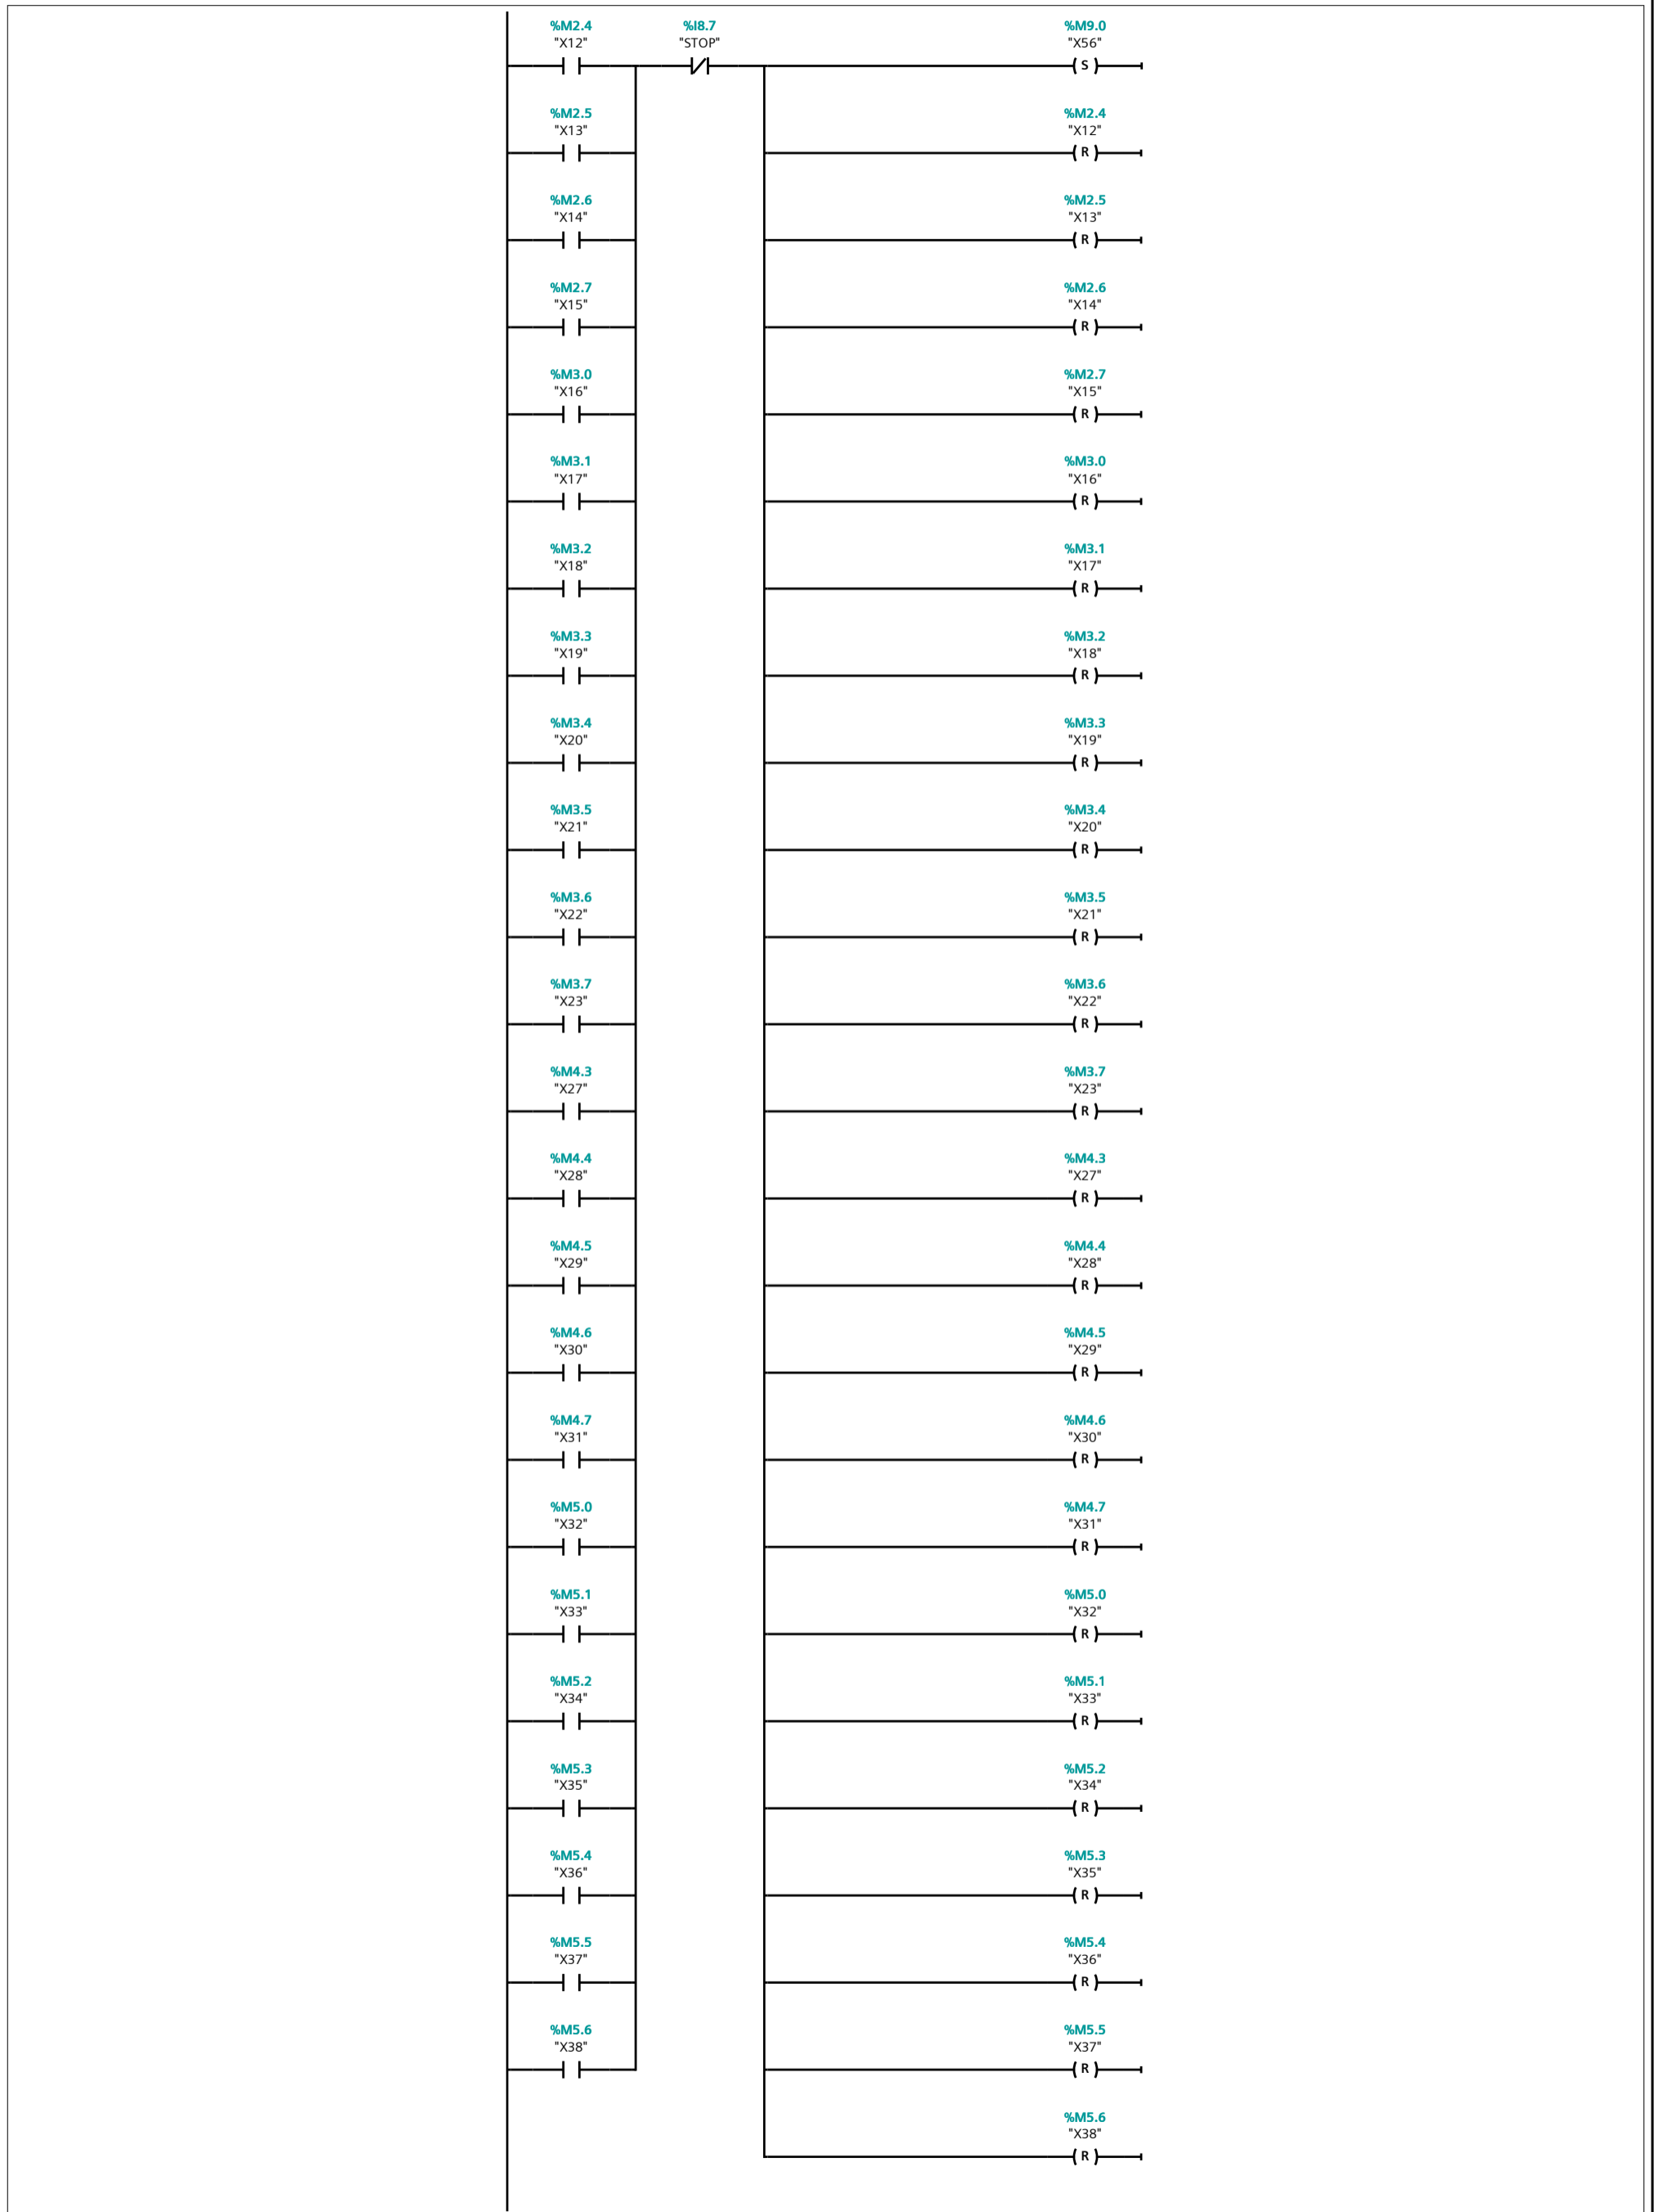 %M2.4 %I8.7 %M9.0
"X12" "STOP" "X56"
S
%M2.5 %M2.4
"X13" "X12"
R
%M2.6 %M2.5
"X14" "X13"
R
%M2.7 %M2.6
"X15" "X14"
R
%M3.0 %M2.7
"X16" "X15"
R
%M3.1 %M3.0
"X17" "X16"
R
%M3.2 %M3.1
"X18" "X17"
R
%M3.3 %M3.2
"X19" "X18"
R
%M3.4 %M3.3
"X20" "X19"
R
%M3.5 %M3.4
"X21" "X20"
R
%M3.6 %M3.5
"X22" "X21"
R
%M3.7 %M3.6
"X23" "X22"
R
%M4.3 %M3.7
"X27" "X23"
R
%M4.4 %M4.3
"X28" "X27"
R
%M4.5 %M4.4
"X29" "X28"
R
%M4.6 %M4.5
"X30" "X29"
R
%M4.7 %M4.6
"X31" "X30"
R
%M5.0 %M4.7
"X32" "X31"
R
%M5.1 %M5.0
"X33" "X32"
R
%M5.2 %M5.1
"X34" "X33"
R
%M5.3 %M5.2
"X35" "X34"
R
%M5.4 %M5.3
"X36" "X35"
R
%M5.5 %M5.4
"X37" "X36"
R
%M5.6 %M5.5
"X38" "X37"
R
%M5.6
"X38"
R